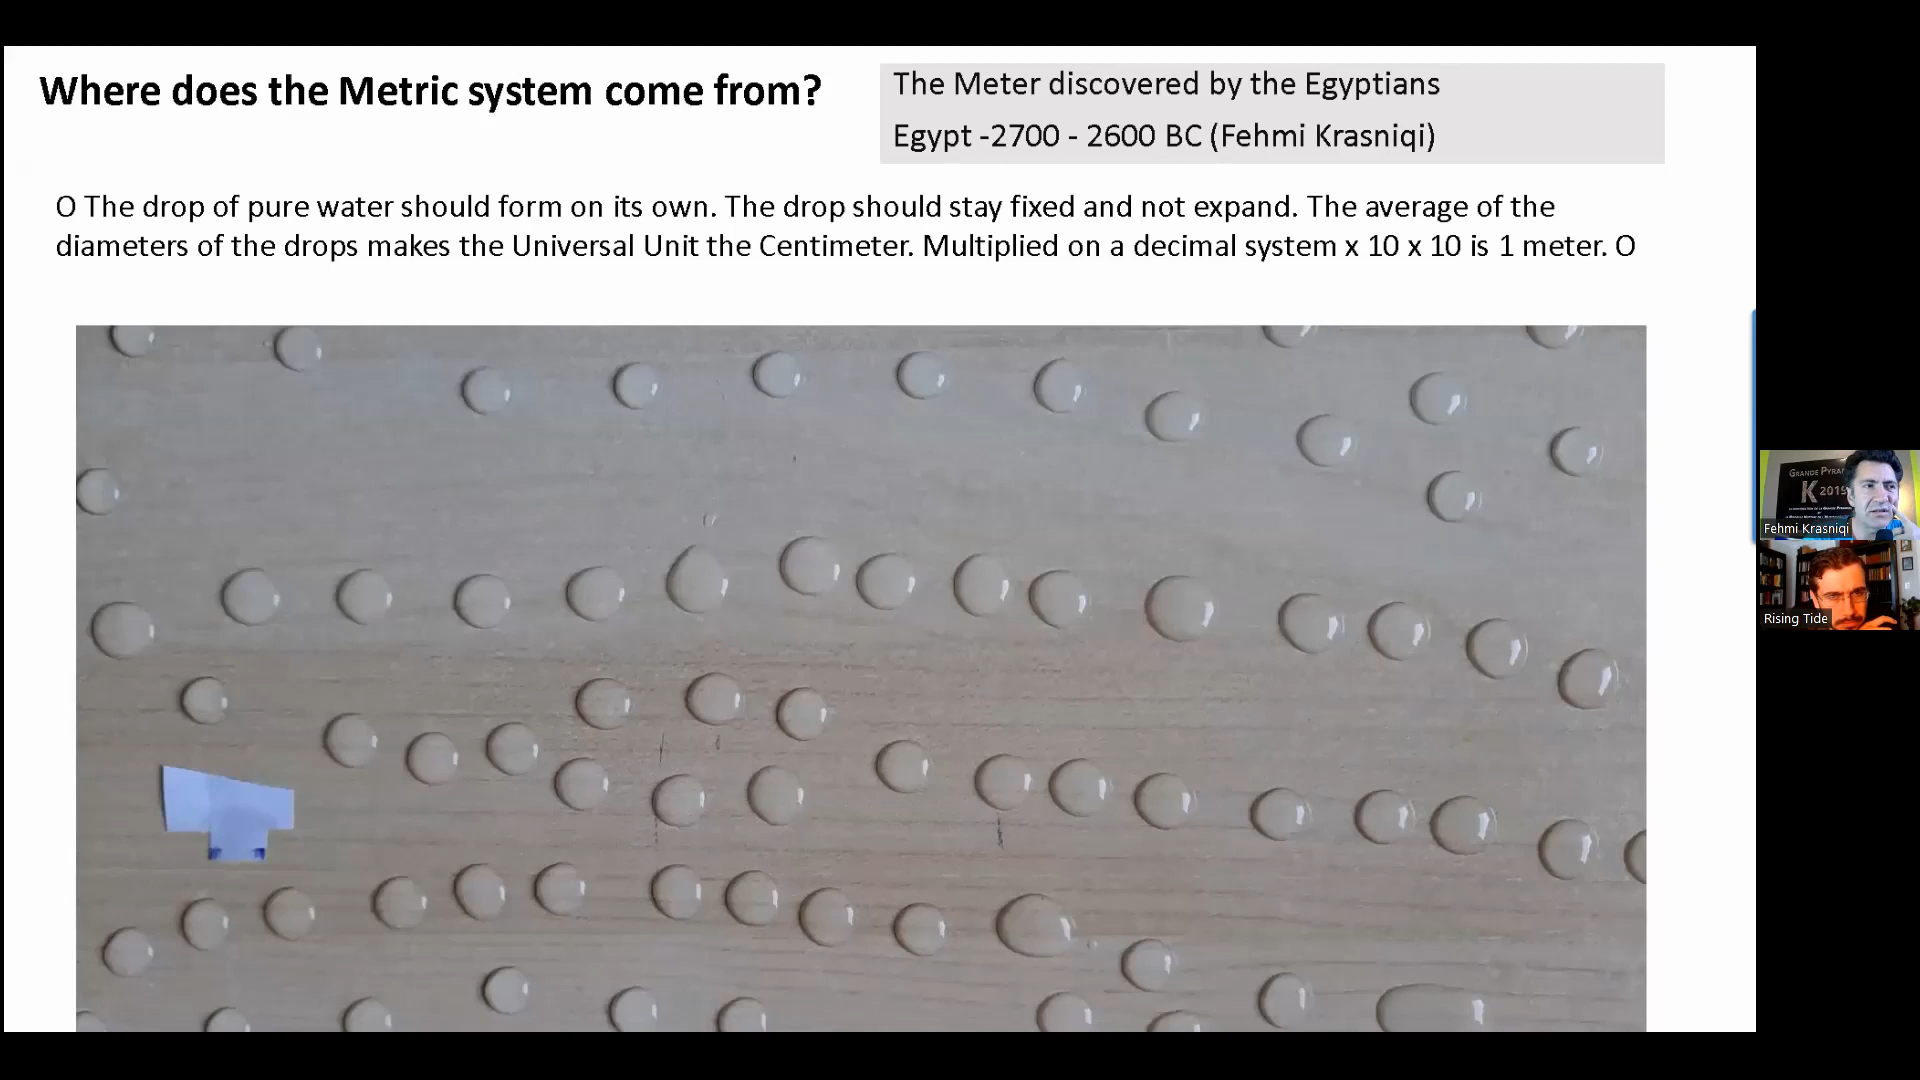 Where does the Metric system come from?
The Meter discovered by the Egyptians
Egypt -2700 - 2600 BC (Fehmi Krasniqi)
O The drop of pure water should form on its own. The drop should stay fixed and not expand. The average of the
diameters of the drops makes the Universal Unit the Centimeter. Multiplied on a decimal system x 10 x 10 is 1 meter. O
GRANDE PYRA
K 2019
Fehmi Krasniqi
Rising Tide